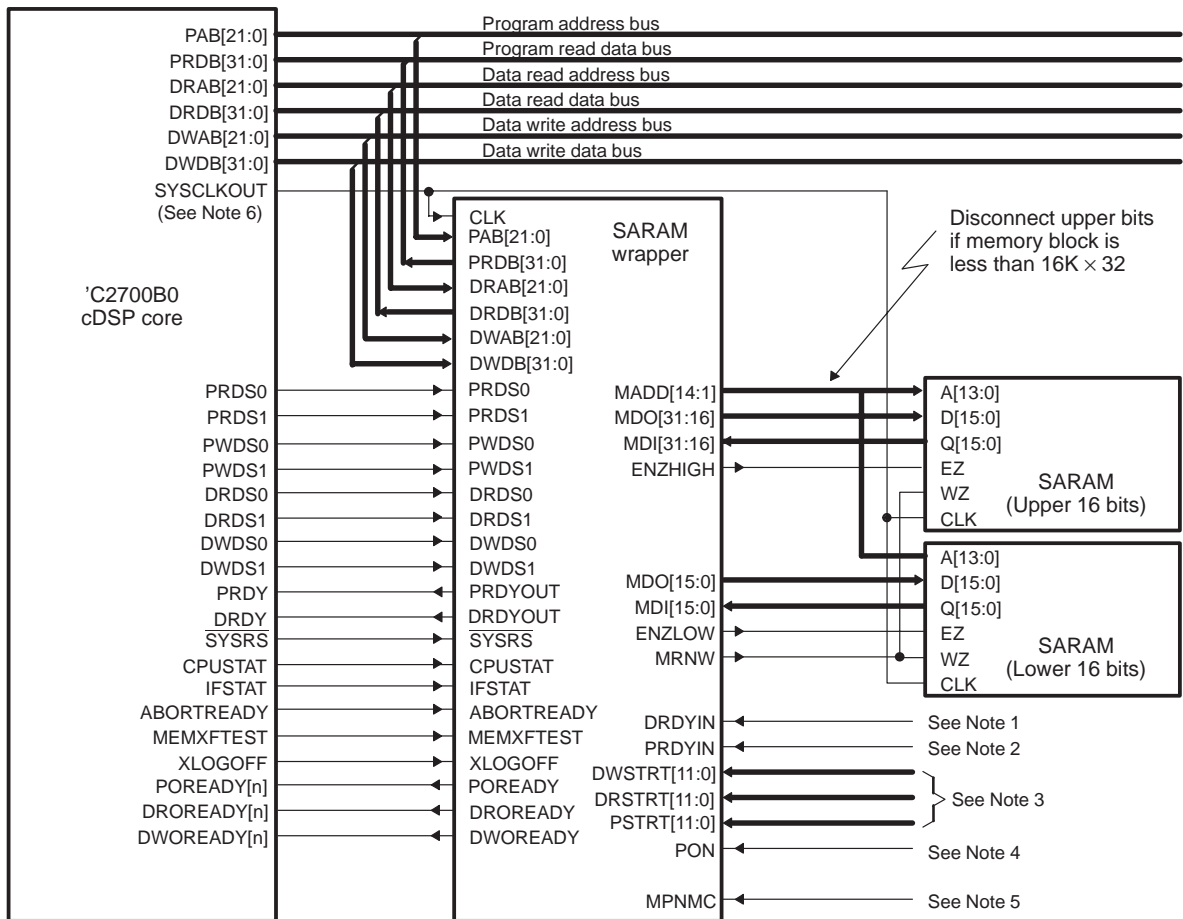 PAB[21:0]
PRDB[31:0]
DRAB[21:0]
DRDB[31:0]
DWAB[21:0]
DWDB[31:0]
SYSCLKOUT
(See Note 6)
'C2700B0
cDSP core
PRDS0
PRDS1
PWDS0
PWDS1
DRDS0
DRDS1
DWDS0
DWDS1
PRDY
DRDY
SYSRS
CPUSTAT
IFSTAT
ABORTREADY
MEMXFTEST
XLOGOFF
POREADY[n]
DROREADY[n]
DWOREADY[n]
Program address bus
Program read data bus
Data read address bus
Data read data bus
Data write address bus
Data write data bus
SARAM
wrapper
CLK
PAB[21:0]
PRDB[31:0]
DRAB[21:0]
DRDB[31:0]
DWAB[21:0]
DWDB[31:0]
PRDS0
PRDS1
PWDS0
PWDS1
DRDS0
DRDS1
DWDS0
DWDS1
PRDYOUT
DRDYOUT
SYSRS
CPUSTAT
IFSTAT
ABORTREADY
MEMXFTEST
XLOGOFF
POREADY
DROREADY
DWOREADY
MADD[14:1]
MDO[31:16]
MDI[31:16]
ENZHIGH
MDO[15:0]
MDI[15:0]
ENZLOW
MRNW
DRDYIN
PRDYIN
DWSTRT[11:0]
DRSTRT[11:0]
PSTRT[11:0]
PON
MPNMC
Disconnect upper bits
if memory block is
less than 16K × 32
A[13:0]
D[15:0]
Q[15:0]
EZ
WZ
CLK
SARAM
(Upper 16 bits)
A[13:0]
D[15:0]
Q[15:0]
EZ
WZ
CLK
SARAM
(Lower 16 bits)
See Note 1
See Note 2
See Note 3
See Note 4
See Note 5